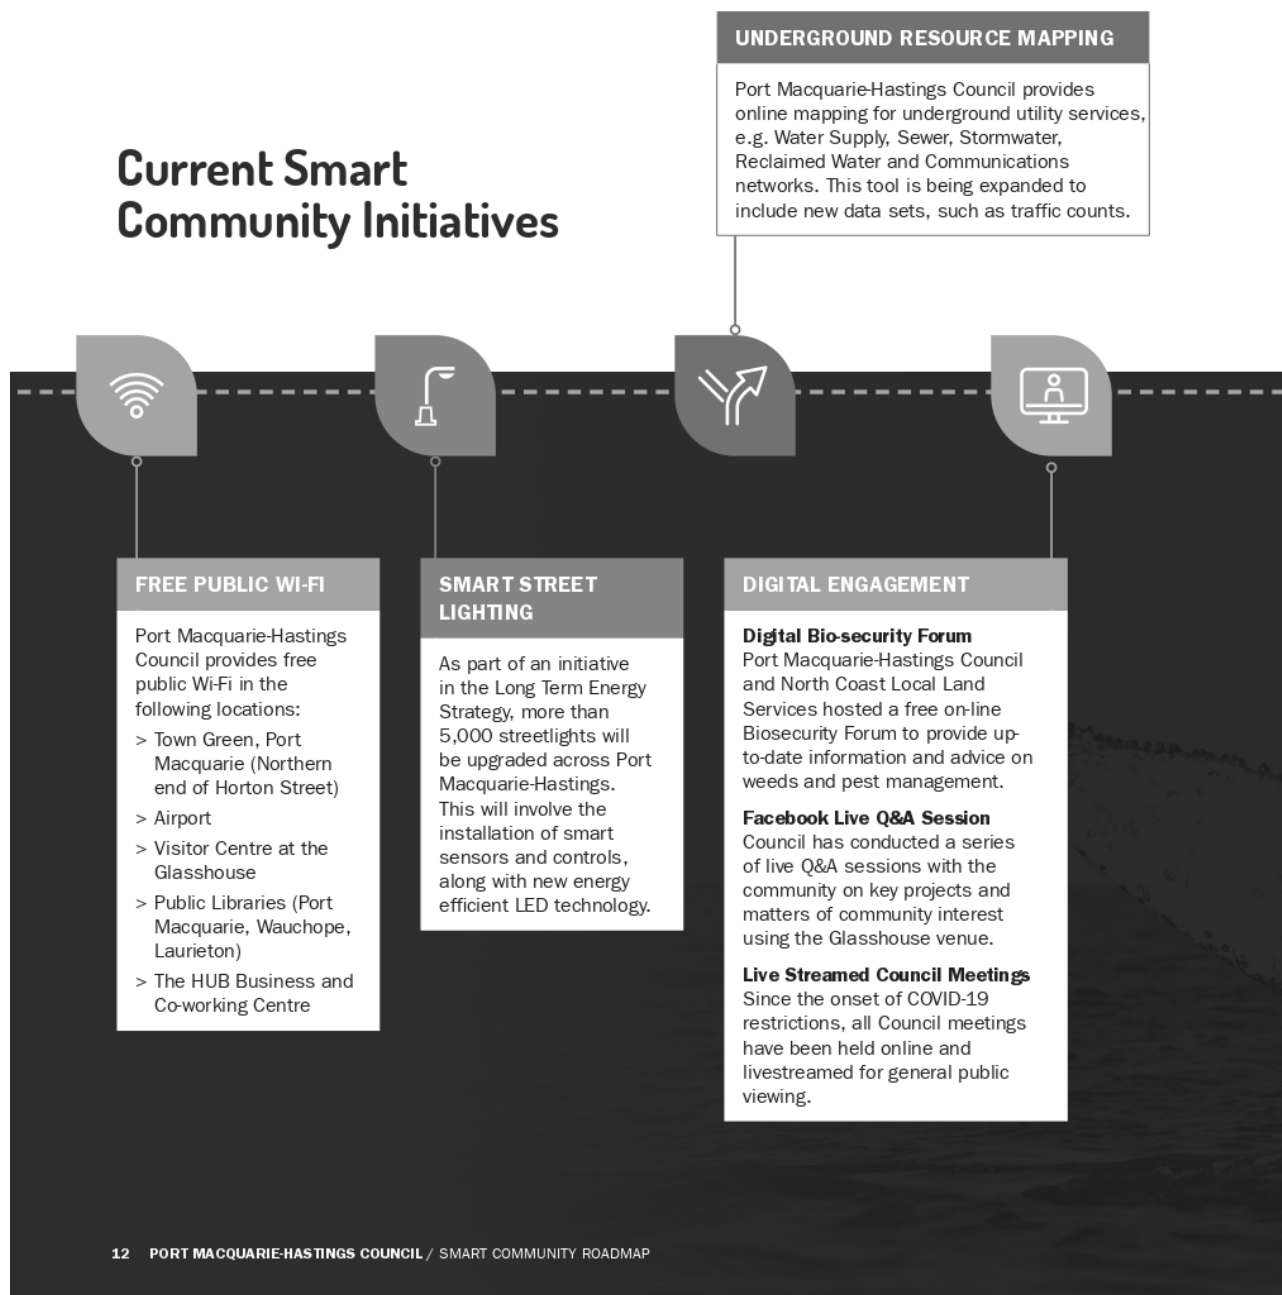 Current Smart
Community Initiatives
UNDERGROUND RESOURCE MAPPING
Port Macquarie-Hastings Council provides
online mapping for underground utility services,
e.g. Water Supply, Sewer, Stormwater,
Reclaimed Water and Communications
networks. This tool is being expanded to
include new data sets, such as traffic counts.
FREE PUBLIC WI-FI
Port Macquarie-Hastings
Council provides free
public Wi-Fi in the
following locations:
> Town Green, Port
Macquarie (Northern
end of Horton Street)
> Airport
> Visitor Centre at the
Glasshouse
> Public Libraries (Port
Macquarie, Wauchope,
Laurieton)
> The HUB Business and
Co-working Centre
SMART STREET
LIGHTING
As part of an initiative
in the Long Term Energy
Strategy, more than
5,000 streetlights will
be upgraded across Port
Macquarie-Hastings.
This will involve the
installation of smart
sensors and controls,
along with new energy
efficient LED technology.
DIGITAL ENGAGEMENT
Digital Bio-security Forum
Port Macquarie-Hastings Council
and North Coast Local Land
Services hosted a free on-line
Biosecurity Forum to provide up-
to-date information and advice on
weeds and pest management.
Facebook Live Q&A Session
Council has conducted a series
of live Q&A sessions with the
community on key projects and
matters of community interest
using the Glasshouse venue.
Live Streamed Council Meetings
Since the onset of COVID-19
restrictions, all Council meetings
have been held online and
livestreamed for general public
viewing.
12 PORT MACQUARIE-HASTINGS COUNCIL / SMART COMMUNITY ROADMAP